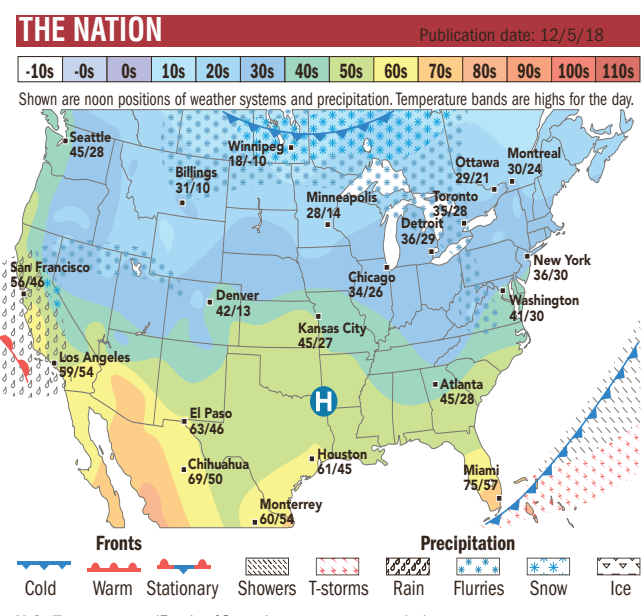 THE NATION
Publication date: 12/5/18
-10s -0s 0s 10s 20s 30s 40s 50s 60s 70s 80s 90s 100s 110s
Shown are noon positions of weather systems and precipitation. Temperature bands are highs for the day.
Seattle
45/28
Winnipeg
18/-10
Billings
31/10
Minneapolis
28/14
Ottawa
29/21
Montreal
30/24
Toronto
35/28
Detroit
36/29
San Francisco
56/46
Chicago
34/26
New York
36/30
Denver
42/13
Washington
41/30
Kansas City
45/27
Los Angeles
59/54
Atlanta
45/28
H
El Paso
63/46
Houston
61/45
Chihuahua
69/50
Miami
75/57
Monterrey
60/54
Fronts
Cold Warm Stationary
Precipitation
Showers T-storms Rain Flurries Snow Ice